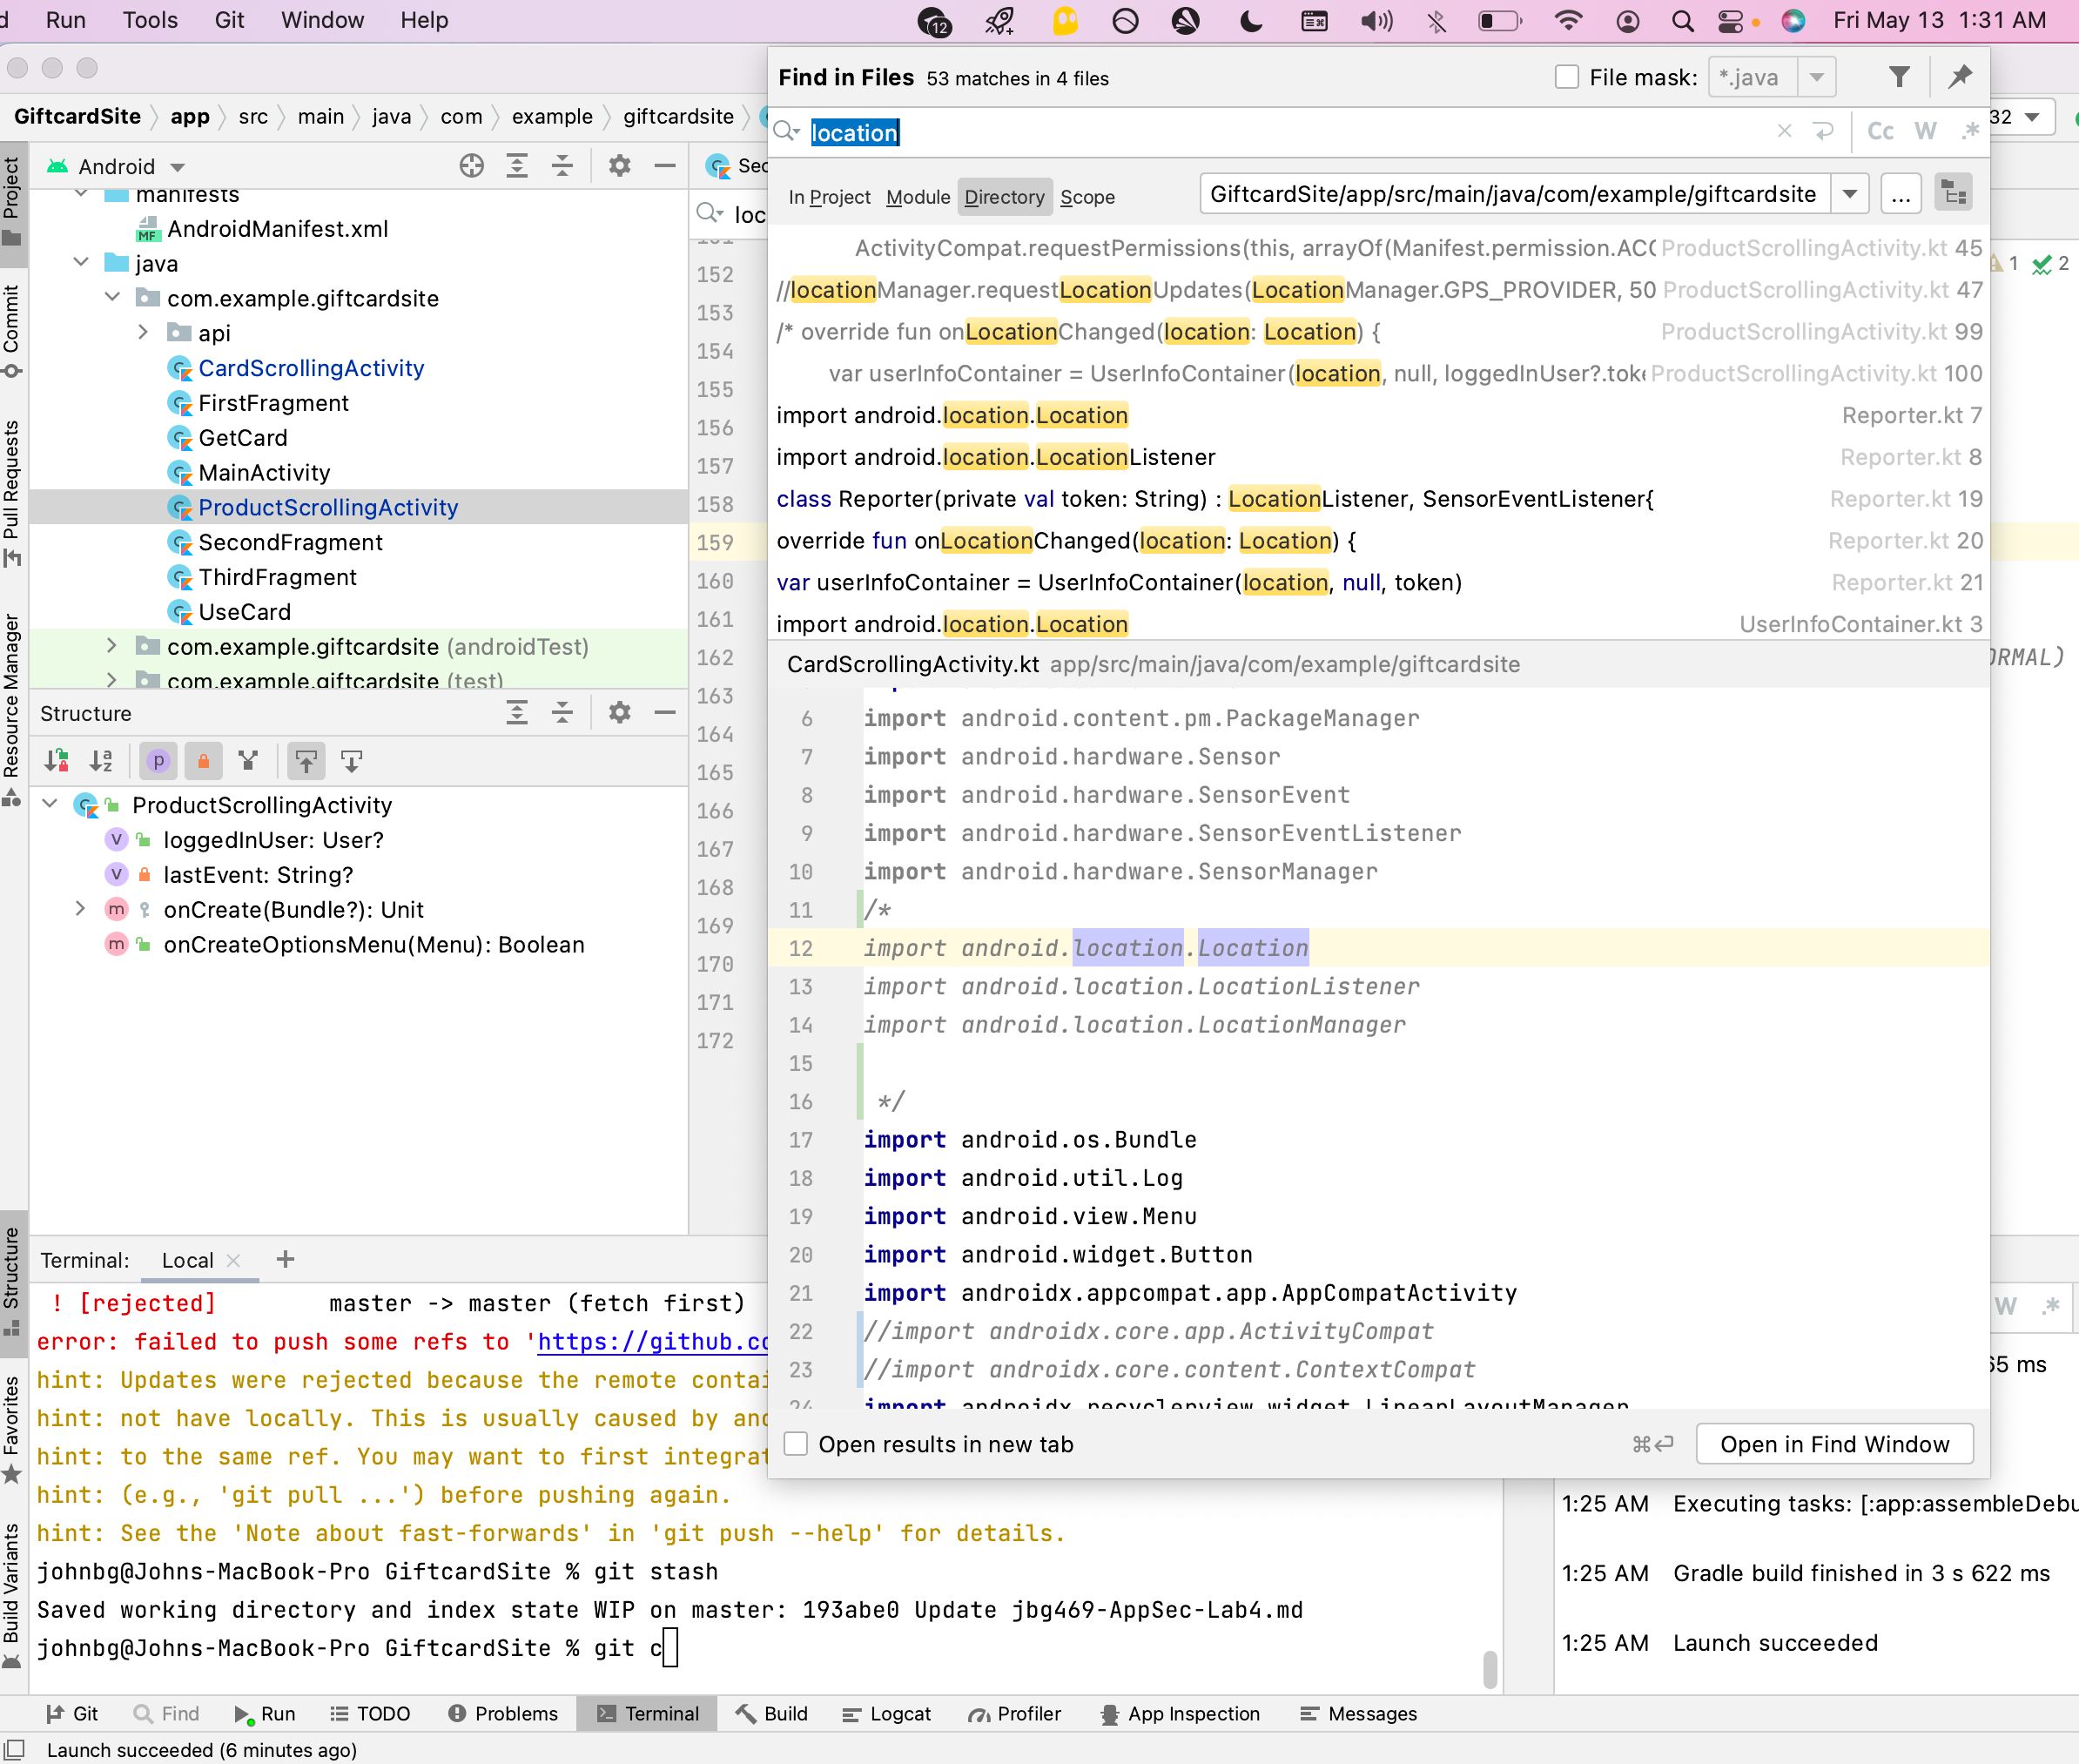 Run Tools Git Window Help
12
Fri May 13 1:31 AM
GiftcardSite app src main java com example giftcardsite
32
Project
Commit
Pull Requests
Resource Manager
Structure
Favorites
Build Variants
Android
manifests
MF AndroidManifest.xml
java
com.example.giftcardsite
api
CardScrollingActivity
FirstFragment
GetCard
MainActivity
ProductScrollingActivity
SecondFragment
ThirdFragment
UseCard
com.example.giftcardsite (androidTest)
com.example.giftcardsite (test)
Structure
p
ProductScrollingActivity
V loggedInUser: User?
V lastEvent: String?
m onCreate(Bundle?): Unit
m onCreateOptionsMenu(Menu): Boolean
Sec
loc
152
153
154
155
156
157
158
159
160
161
162
163
164
165
166
167
168
169
170
171
172
1 2
ORMAL)
Find in Files 53 matches in 4 files
File mask: *.java
location
Cc W .*
In Project Module Directory Scope
GiftcardSite/app/src/main/java/com/example/giftcardsite
...
ActivityCompat.requestPermissions(this, arrayOf(Manifest.permission.ACC ProductScrollingActivity.kt 45
//locationManager.requestLocationUpdates(LocationManager.GPS_PROVIDER, 50 ProductScrollingActivity.kt 47
/* override fun onLocationChanged(location: Location) { ProductScrollingActivity.kt 99
var userInfoContainer = UserInfoContainer(location, null, loggedInUser?.toke ProductScrollingActivity.kt 100
import android.location.Location Reporter.kt 7
import android.location.LocationListener Reporter.kt 8
class Reporter(private val token: String) : LocationListener, SensorEventListener{ Reporter.kt 19
override fun onLocationChanged(location: Location) { Reporter.kt 20
var userInfoContainer = UserInfoContainer(location, null, token) Reporter.kt 21
import android.location.Location UserInfoContainer.kt 3
CardScrollingActivity.kt app/src/main/java/com/example/giftcardsite
6 import android.content.pm.PackageManager
7 import android.hardware.Sensor
8 import android.hardware.SensorEvent
9 import android.hardware.SensorEventListener
10 import android.hardware.SensorManager
11 /*
12 import android.location.Location
13 import android.location.LocationListener
14 import android.location.LocationManager
15
16 */
17 import android.os.Bundle
18 import android.util.Log
19 import android.view.Menu
20 import android.widget.Button
21 import androidx.appcompat.app.AppCompatActivity
22 //import androidx.core.app.ActivityCompat
23 //import androidx.core.content.ContextCompat
24 import androidx.recyclerview.widget.LinearLayoutManager
Open results in new tab
⌘↩ Open in Find Window
Terminal: Local
! [rejected] master -> master (fetch first)
error: failed to push some refs to 'https://github.co
hint: Updates were rejected because the remote contai
hint: not have locally. This is usually caused by ano
hint: to the same ref. You may want to first integrat
hint: (e.g., 'git pull ...') before pushing again.
hint: See the 'Note about fast-forwards' in 'git push --help' for details.
johnbg@Johns-MacBook-Pro GiftcardSite % git stash
Saved working directory and index state WIP on master: 193abe0 Update jbg469-AppSec-Lab4.md
johnbg@Johns-MacBook-Pro GiftcardSite % git c
W .*
65 ms
1:25 AM Executing tasks: [:app:assembleDebu
1:25 AM Gradle build finished in 3 s 622 ms
1:25 AM Launch succeeded
Git Find Run TODO Problems Terminal Build Logcat Profiler App Inspection Messages
Launch succeeded (6 minutes ago)